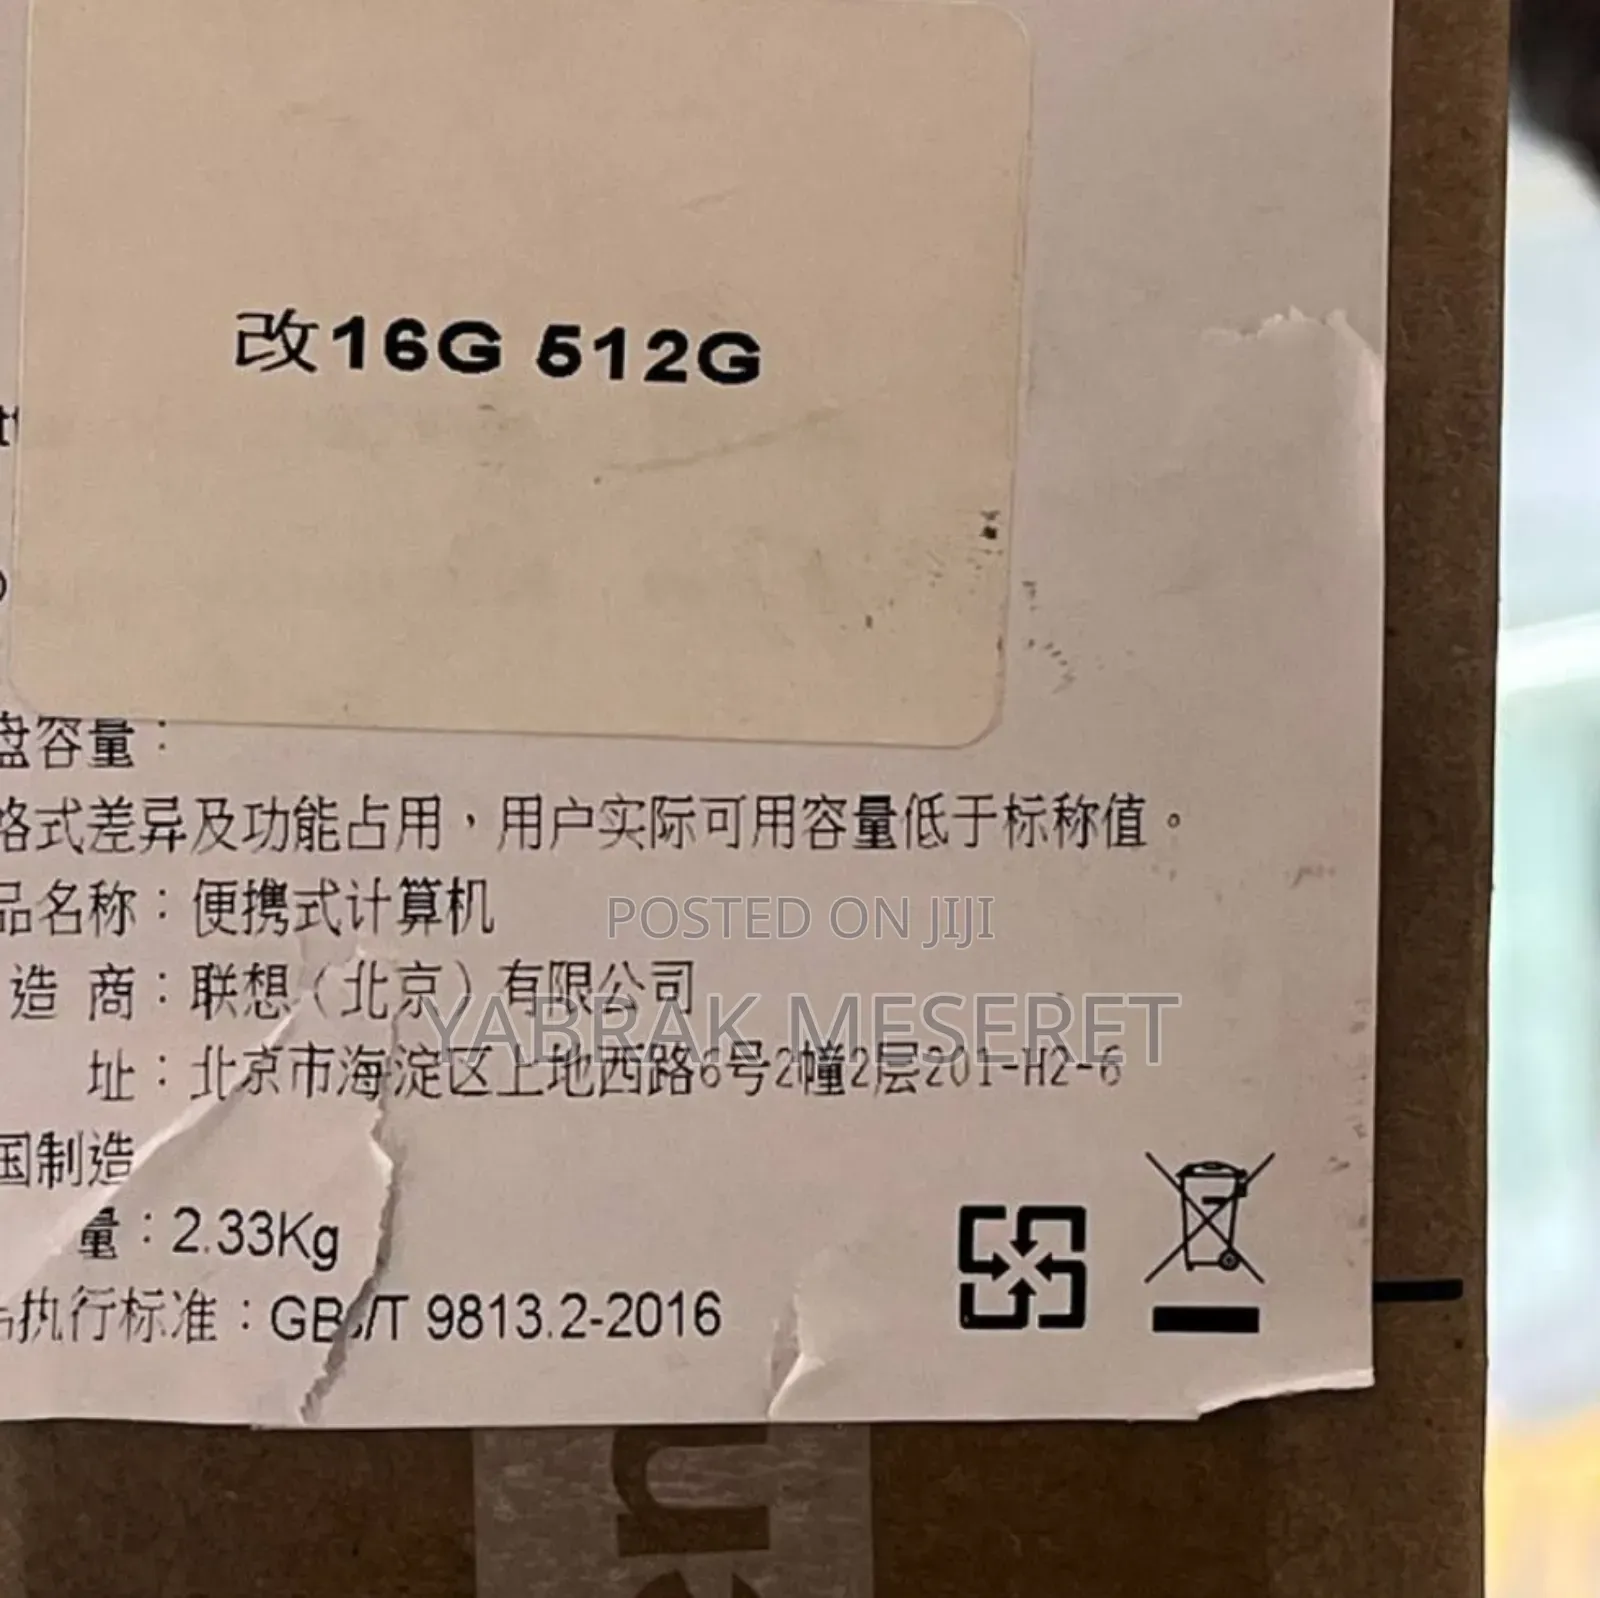 改16G 512G
盘容量：
格式差异及功能占用，用户实际可用容量低于标称值。
品名称：便携式计算机
POSTED ON JIJI
造 商：联想（北京）有限公司
YABRAK MESERET
址：北京市海淀区上地西路6号2幢2层201-H2-6
国制造
量：2.33Kg
执行标准：GB/T 9813.2-2016